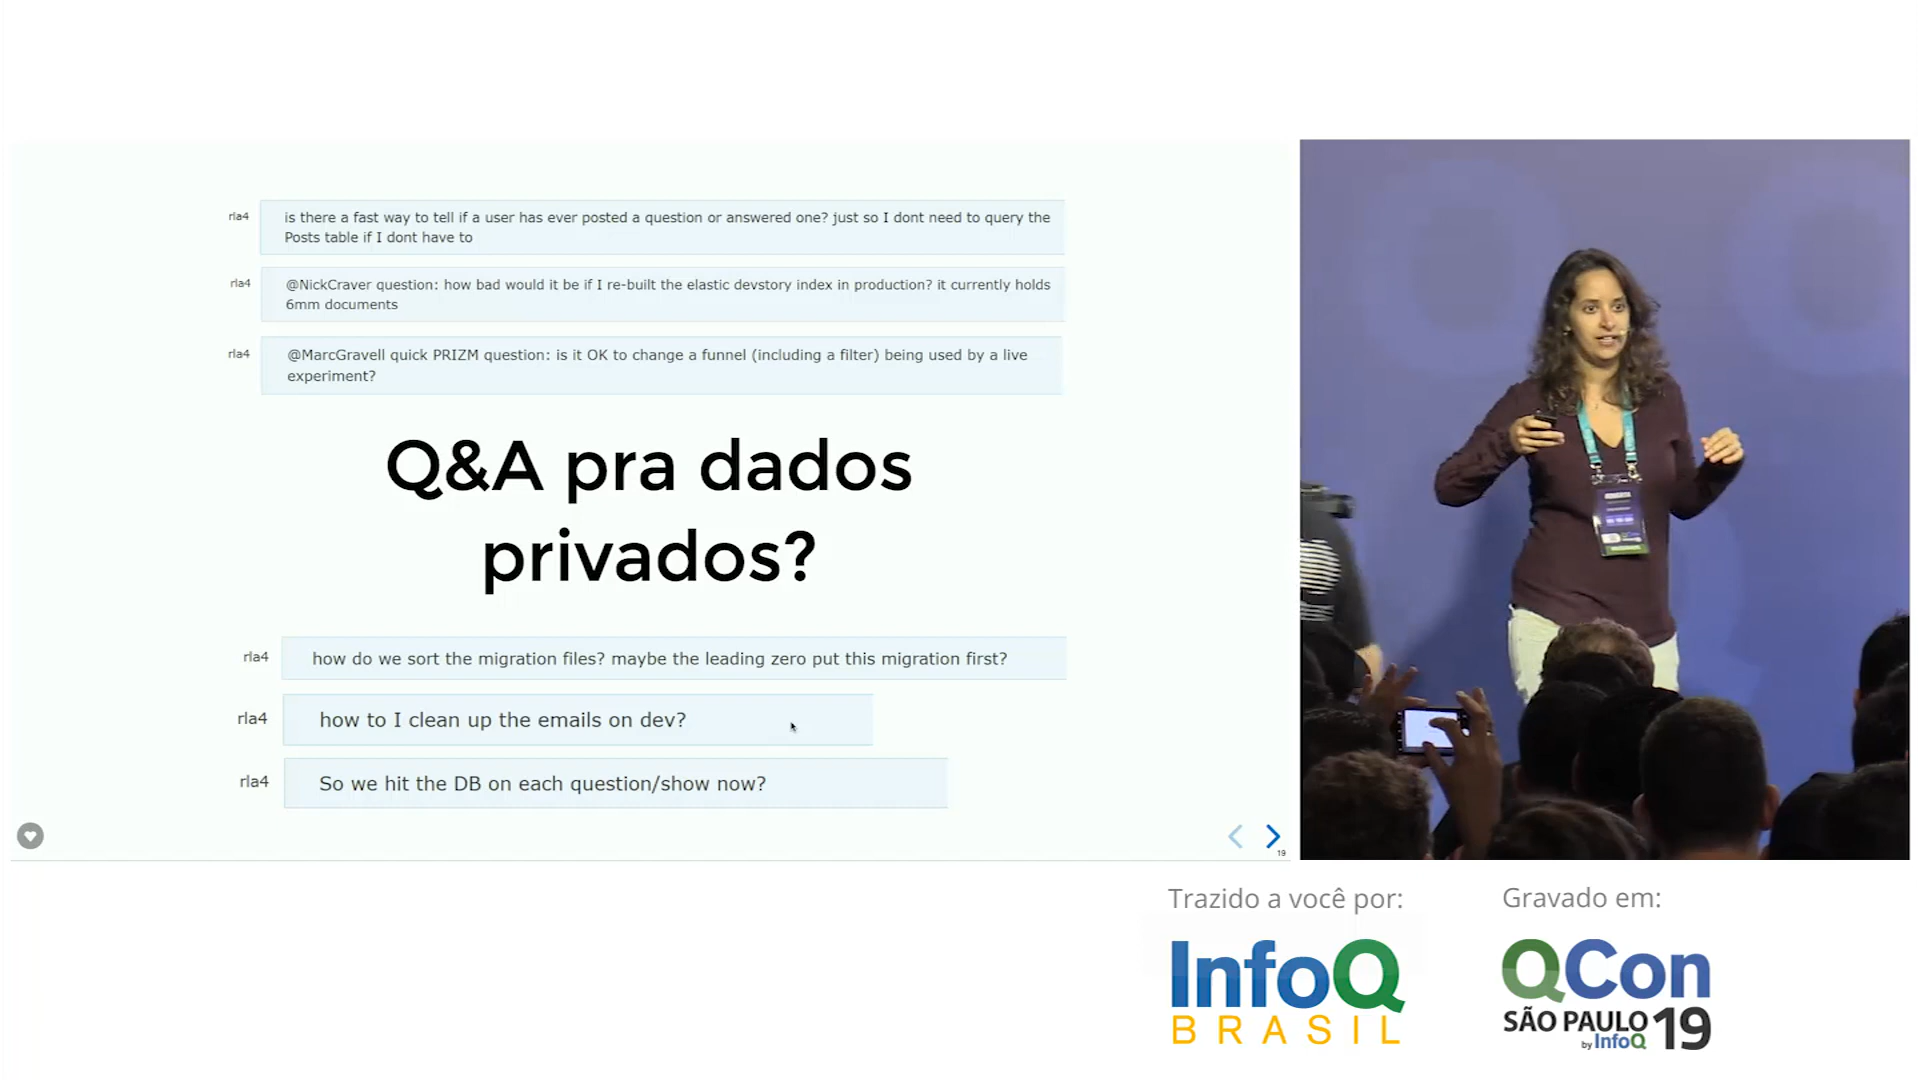 rla4
is there a fast way to tell if a user has ever posted a question or answered one? just so I dont need to query the
Posts table if I dont have to
rla4
@NickCraver question: how bad would it be if I re-built the elastic devstory index in production? it currently holds
6mm documents
rla4
@MarcGravell quick PRIZM question: is it OK to change a funnel (including a filter) being used by a live
experiment?
Q&A pra dados
privados?
rla4
how do we sort the migration files? maybe the leading zero put this migration first?
rla4
how to I clean up the emails on dev?
rla4
So we hit the DB on each question/show now?
19
Trazido a você por:
InfoQ
BRASIL
Gravado em:
QCon
SÃO PAULO 19
by InfoQ